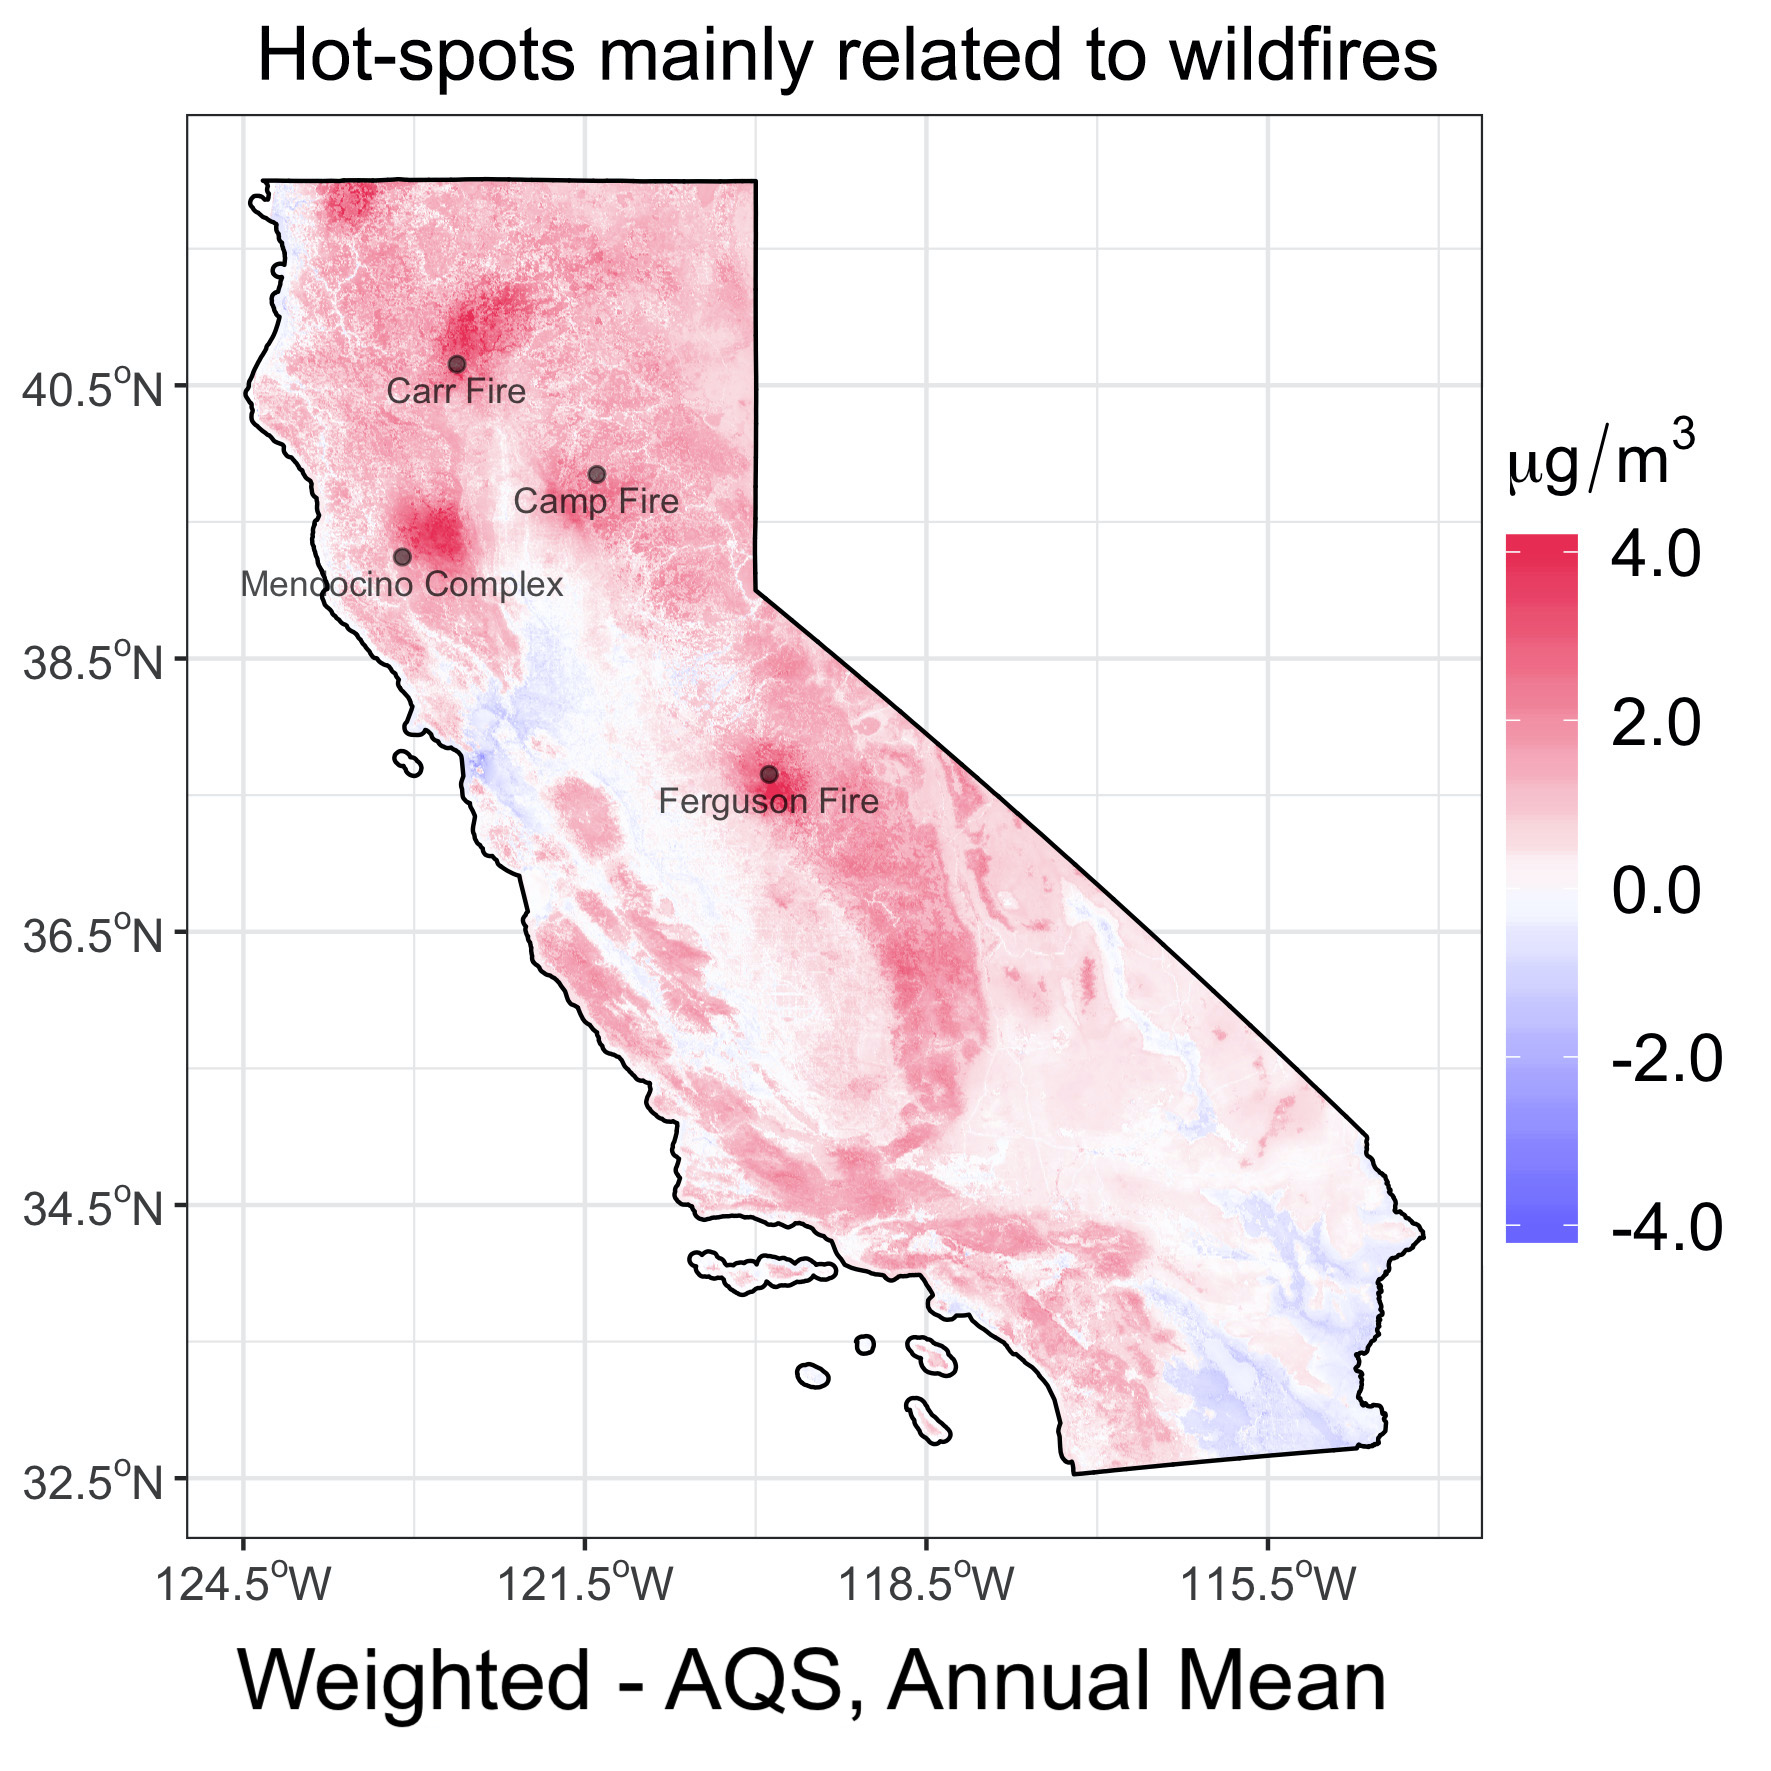 Hot-spots mainly related to wildfires
40.5°N
38.5°N
36.5°N
34.5°N
32.5°N
Carr Fire
Camp Fire
Mendocino Complex
Ferguson Fire
μg/m³
4.0
2.0
0.0
-2.0
-4.0
124.5°W 121.5°W 118.5°W 115.5°W
Weighted - AQS, Annual Mean